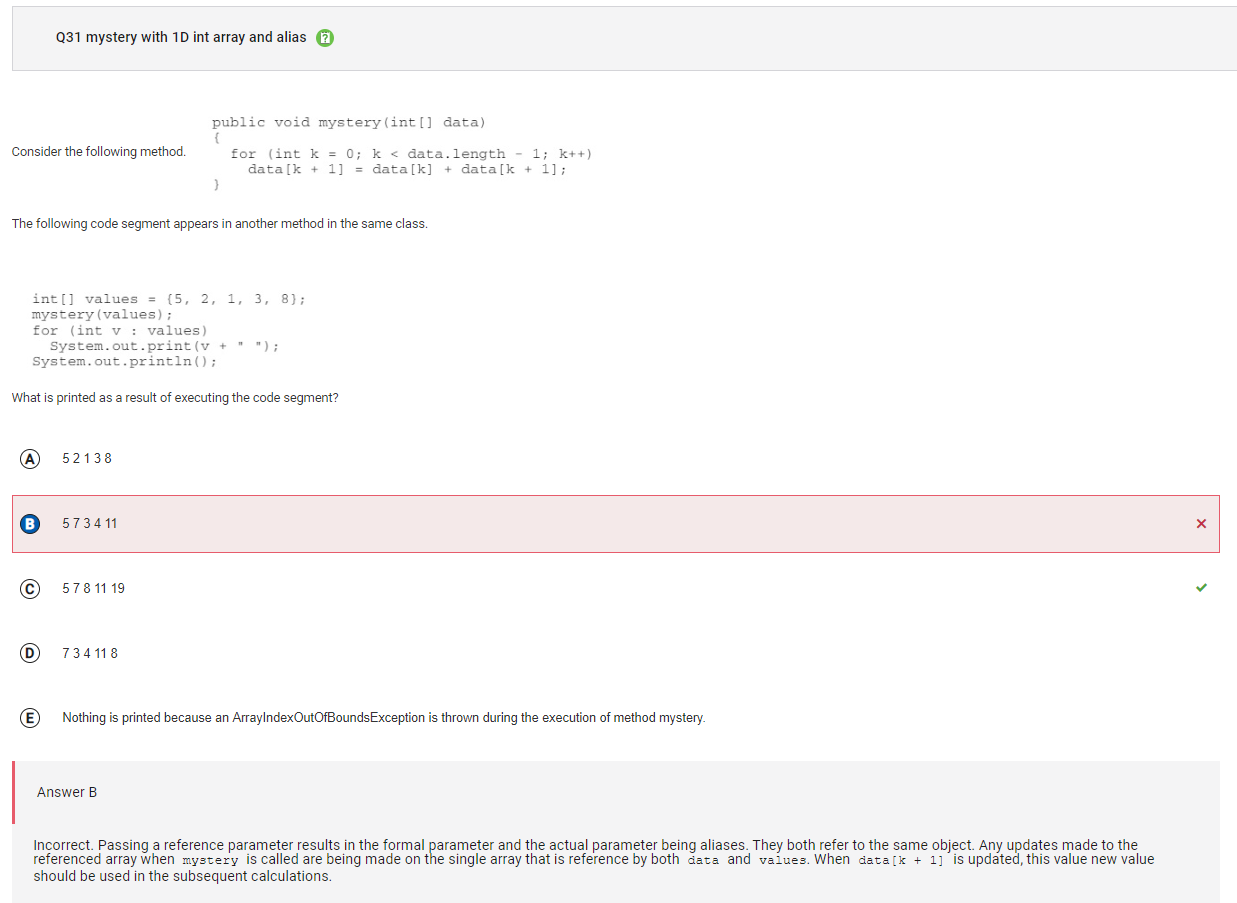 Q31 mystery with 1D int array and alias
public void mystery(int[] data)
{
Consider the following method.
for (int k = 0; k < data.length - 1; k++)
data[k + 1] = data[k] + data[k + 1];
}
The following code segment appears in another method in the same class.
int[] values = {5, 2, 1, 3, 8};
mystery(values);
for (int v : values)
System.out.print(v + " ");
System.out.println();
What is printed as a result of executing the code segment?
A 5 2 1 3 8
B 5 7 3 4 11
C 5 7 8 11 19
D 7 3 4 11 8
E Nothing is printed because an ArrayIndexOutOfBoundsException is thrown during the execution of method mystery.
Answer B
Incorrect. Passing a reference parameter results in the formal parameter and the actual parameter being aliases. They both refer to the same object. Any updates made to the
referenced array when mystery is called are being made on the single array that is reference by both data and values. When data[k + 1] is updated, this value new value
should be used in the subsequent calculations.